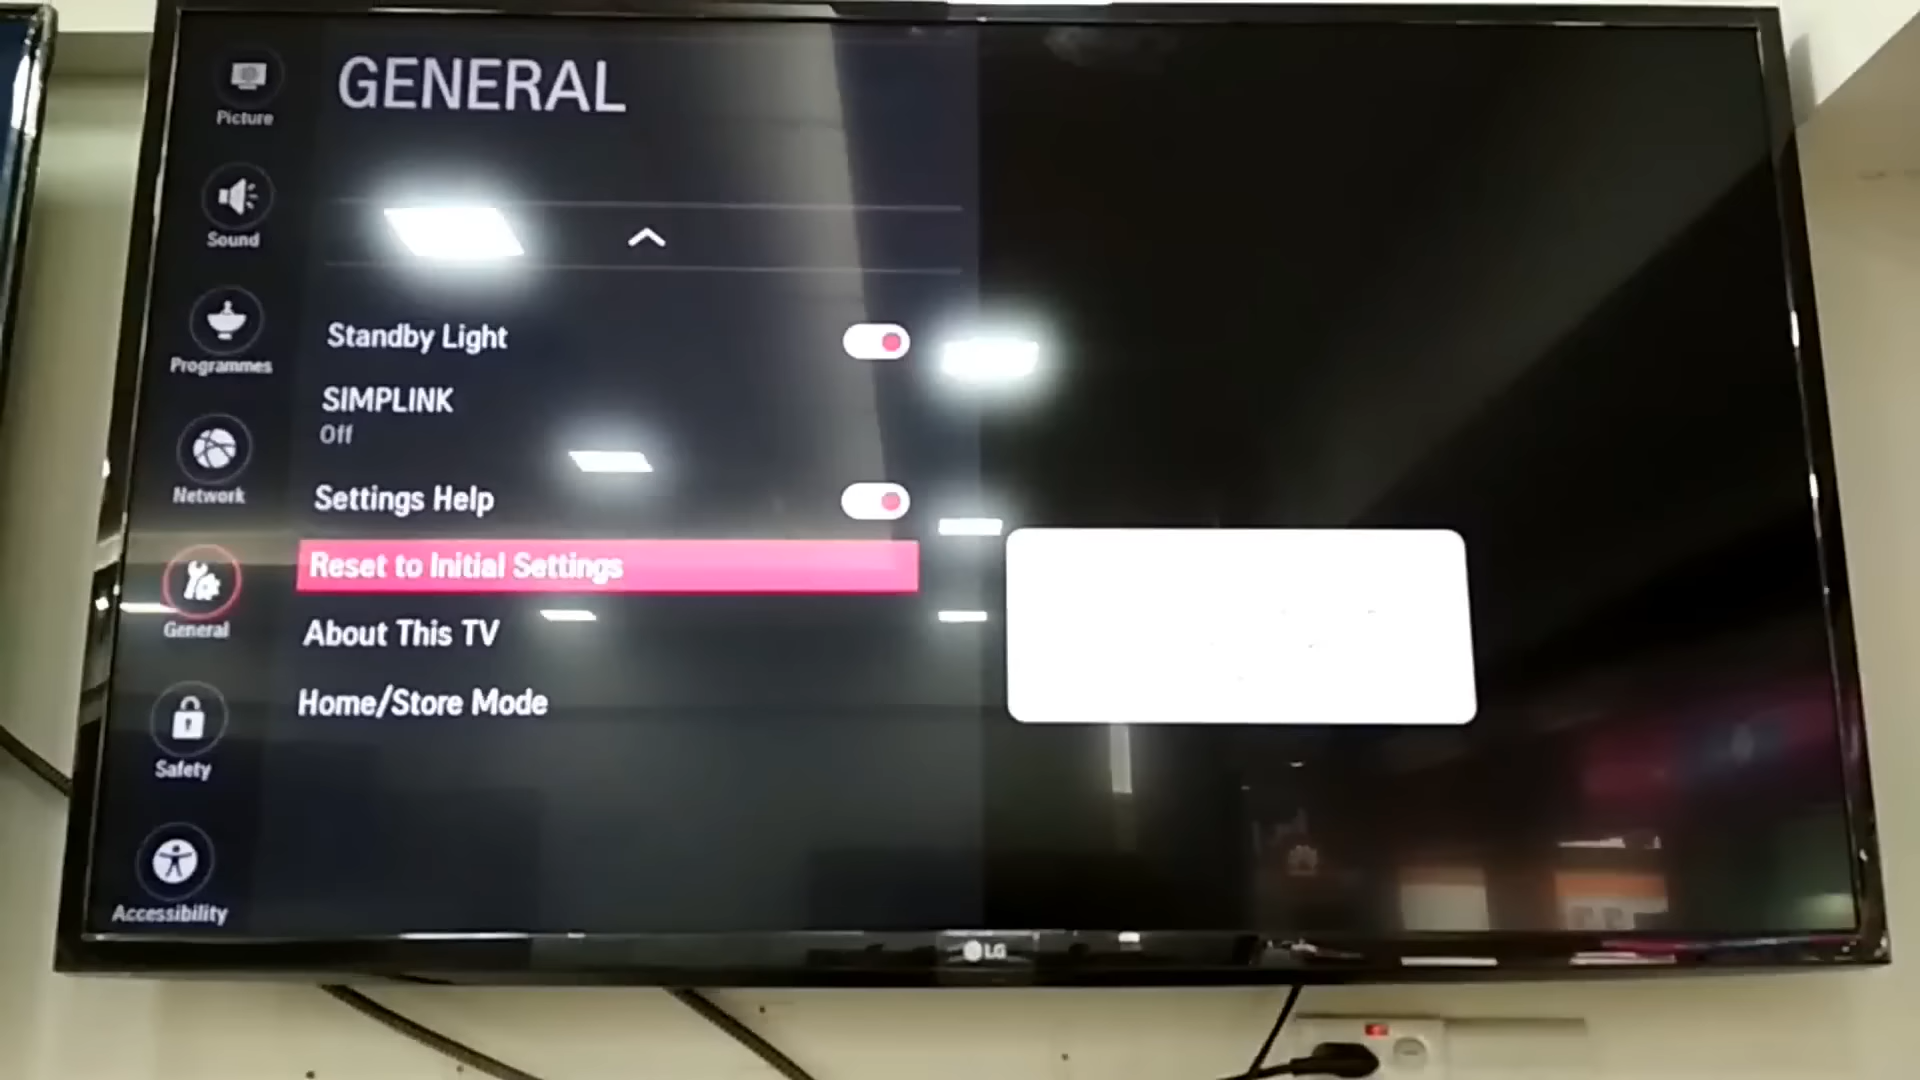 GENERAL
Picture
Sound
Programmes
Network
General
Safety
Accessibility
Standby Light
SIMPLINK
Off
Settings Help
Reset to Initial Settings
About This TV
Home/Store Mode
LG